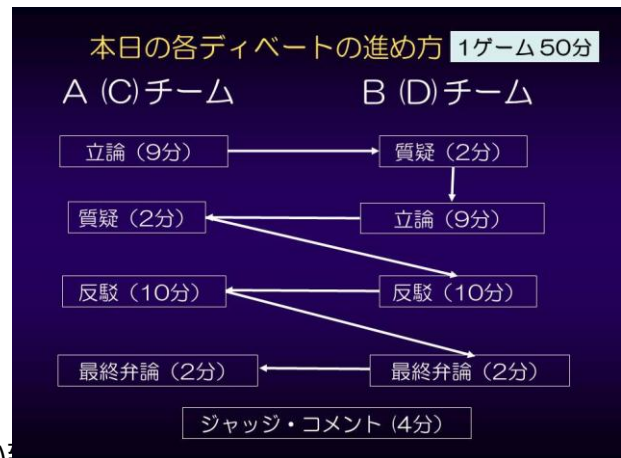 本日の各ディベートの進め方 1ゲーム 50分
A (C)チーム B (D)チーム
立論(9分) 質疑(2分)
質疑(2分) 立論(9分)
反駁(10分) 反駁(10分)
最終弁論(2分) 最終弁論(2分)
ジャッジ・コメント (4分)